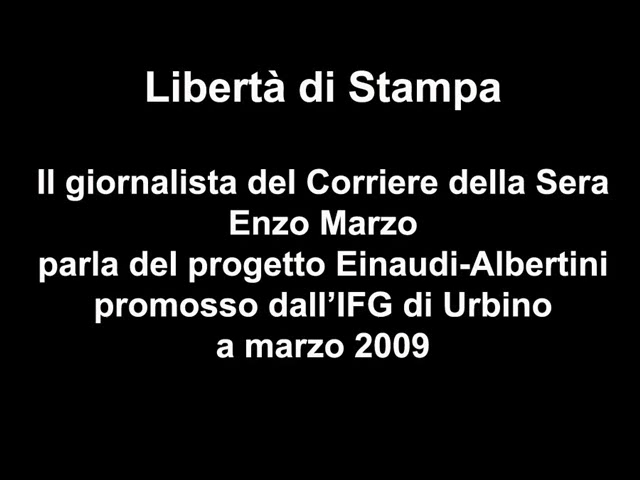 Libertà di Stampa
Il giornalista del Corriere della Sera
Enzo Marzo
parla del progetto Einaudi-Albertini
promosso dall’IFG di Urbino
a marzo 2009